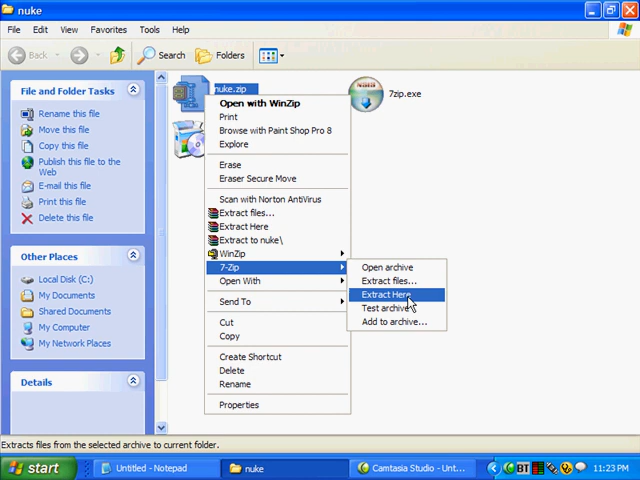 nuke
File Edit View Favorites Tools Help
Back Search Folders
File and Folder Tasks
Rename this file
Move this file
Copy this file
Publish this file to the
Web
E-mail this file
Print this file
Delete this file
Other Places
Local Disk (C:)
My Documents
Shared Documents
My Computer
My Network Places
Details
nuke.zip
7zip.exe
Open with WinZip
Print
Browse with Paint Shop Pro 8
Explore
Erase
Eraser Secure Move
Scan with Norton AntiVirus
Extract files...
Extract Here
Extract to nuke\
WinZip
7-Zip
Open With
Send To
Cut
Copy
Create Shortcut
Delete
Rename
Properties
Open archive
Extract files...
Extract Here
Test archive
Add to archive...
Extracts files from the selected archive to current folder.
start Untitled - Notepad nuke Camtasia Studio - Unt... BT 11:23 PM